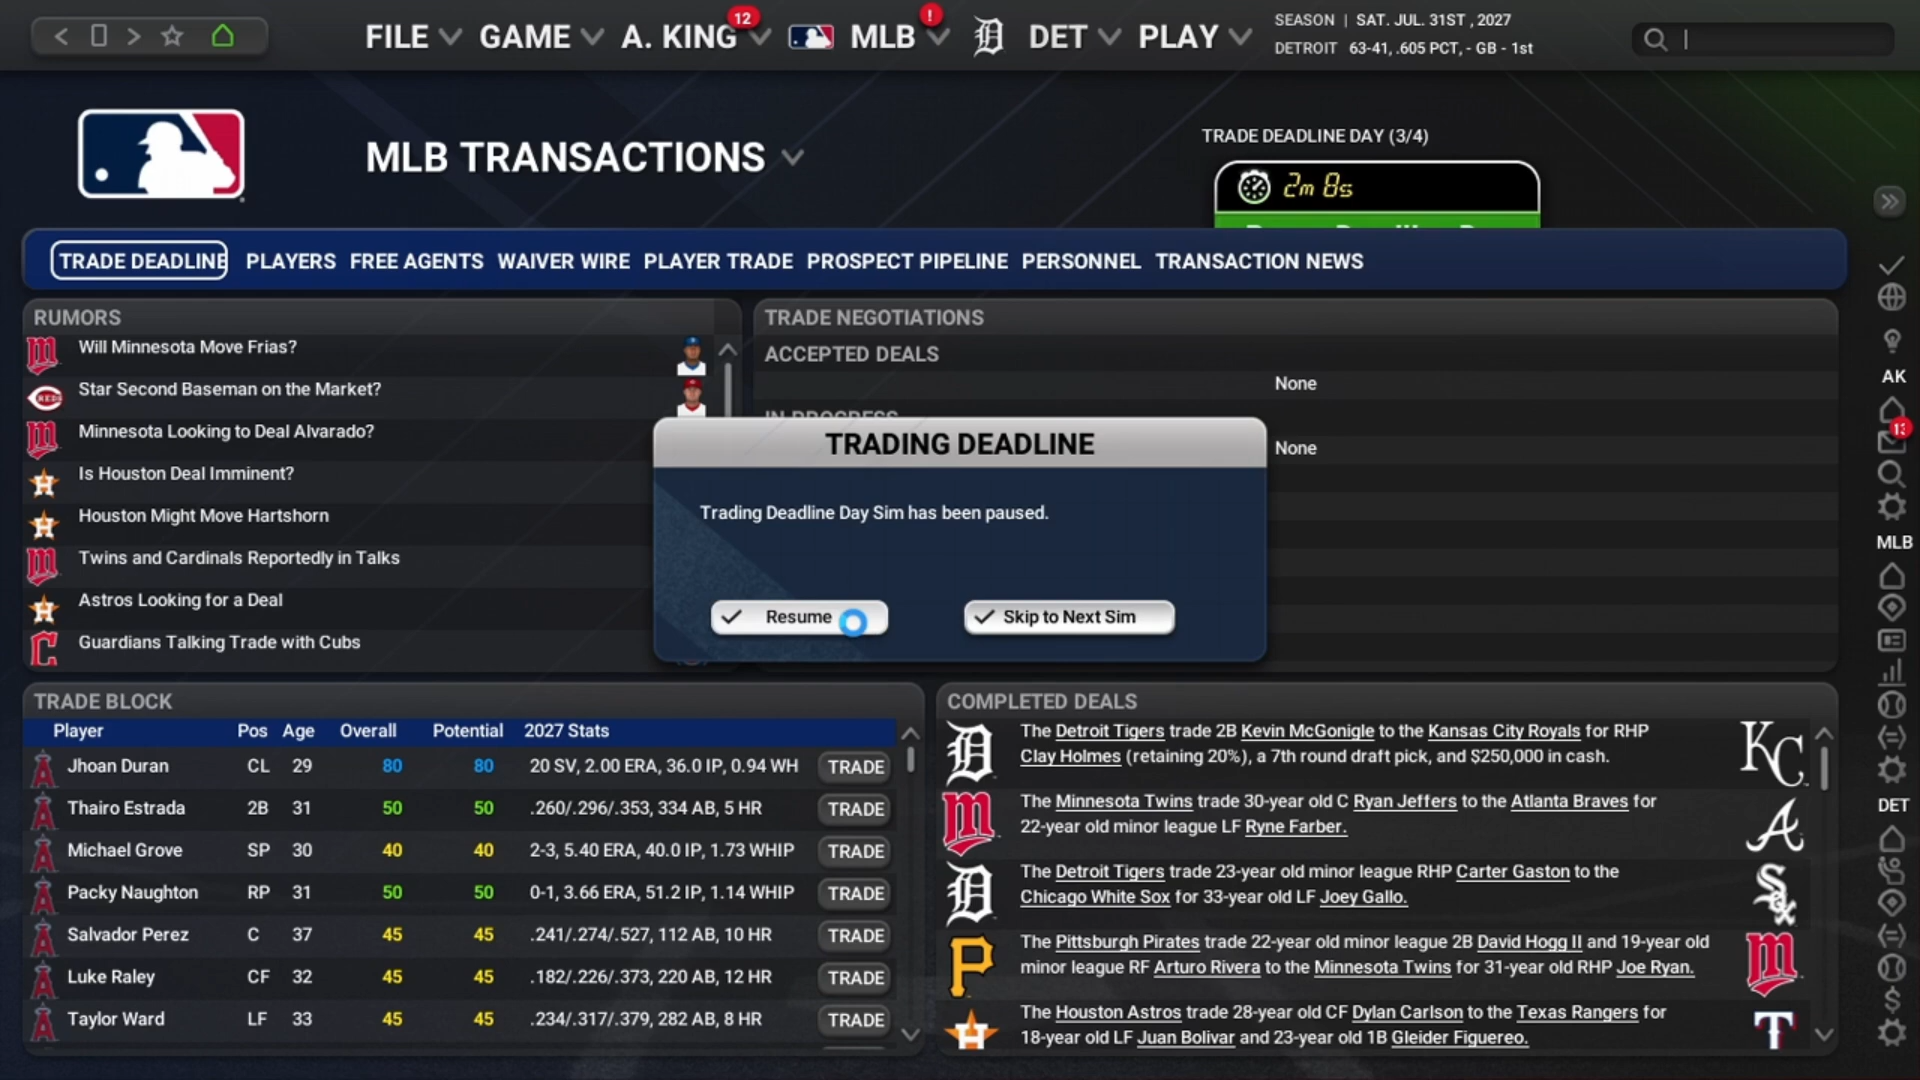 FILE GAME A. KING 12 MLB ! DET PLAY
SEASON | SAT. JUL. 31ST , 2027
DETROIT 63-41, .605 PCT, - GB - 1st
MLB TRANSACTIONS
TRADE DEADLINE DAY (3/4)
2m 8s
TRADE DEADLINE PLAYERS FREE AGENTS WAIVER WIRE PLAYER TRADE PROSPECT PIPELINE PERSONNEL TRANSACTION NEWS
RUMORS
Will Minnesota Move Frias?
Star Second Baseman on the Market?
Minnesota Looking to Deal Alvarado?
Is Houston Deal Imminent?
Houston Might Move Hartshorn
Twins and Cardinals Reportedly in Talks
Astros Looking for a Deal
Guardians Talking Trade with Cubs
TRADE NEGOTIATIONS
ACCEPTED DEALS
None
IN PROGRESS
None
TRADING DEADLINE
Trading Deadline Day Sim has been paused.
Resume
Skip to Next Sim
TRADE BLOCK
Player Pos Age Overall Potential 2027 Stats
Jhoan Duran CL 29 80 80 20 SV, 2.00 ERA, 36.0 IP, 0.94 WH TRADE
Thairo Estrada 2B 31 50 50 .260/.296/.353, 334 AB, 5 HR TRADE
Michael Grove SP 30 40 40 2-3, 5.40 ERA, 40.0 IP, 1.73 WHIP TRADE
Packy Naughton RP 31 50 50 0-1, 3.66 ERA, 51.2 IP, 1.14 WHIP TRADE
Salvador Perez C 37 45 45 .241/.274/.527, 112 AB, 10 HR TRADE
Luke Raley CF 32 45 45 .182/.226/.373, 220 AB, 12 HR TRADE
Taylor Ward LF 33 45 45 .234/.317/.379, 282 AB, 8 HR TRADE
COMPLETED DEALS
The Detroit Tigers trade 2B Kevin McGonigle to the Kansas City Royals for RHP
Clay Holmes (retaining 20%), a 7th round draft pick, and $250,000 in cash.
The Minnesota Twins trade 30-year old C Ryan Jeffers to the Atlanta Braves for
22-year old minor league LF Ryne Farber.
The Detroit Tigers trade 23-year old minor league RHP Carter Gaston to the
Chicago White Sox for 33-year old LF Joey Gallo.
The Pittsburgh Pirates trade 22-year old minor league 2B David Hogg II and 19-year old
minor league RF Arturo Rivera to the Minnesota Twins for 31-year old RHP Joe Ryan.
The Houston Astros trade 28-year old CF Dylan Carlson to the Texas Rangers for
18-year old LF Juan Bolivar and 23-year old 1B Gleider Figuereo.
AK
MLB
DET